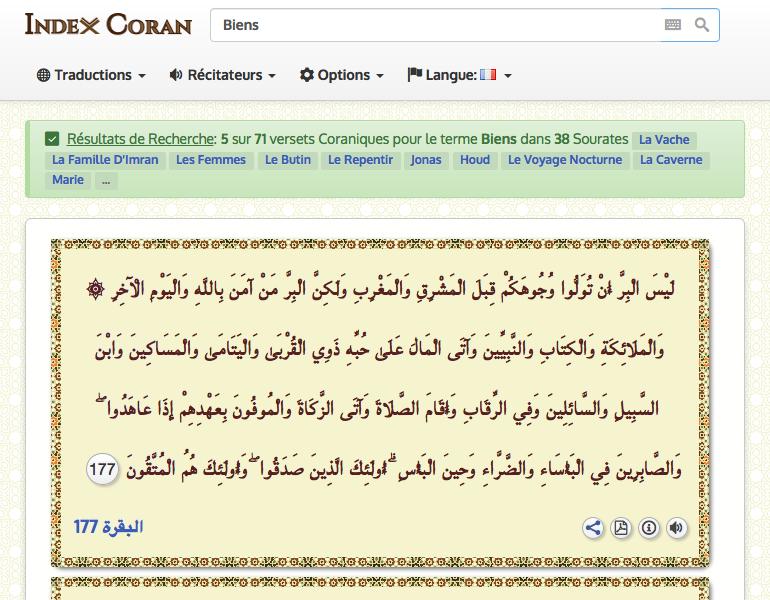 INDEX CORAN
Biens
Traductions
Récitateurs
Options
Langue:
Résultats de Recherche: 5 sur 71 versets Coraniques pour le terme Biens dans 38 Sourates La Vache
La Famille D'Imran Les Femmes Le Butin Le Repentir Jonas Houd Le Voyage Nocturne La Caverne
Marie ...
لَيْسَ الْبِرَّ أَنْ تُوَلُّوا وُجُوهَكُمْ قِبَلَ الْمَشْرِقِ وَالْمَغْرِبِ وَلَكِنَّ الْبِرَّ مَنْ آمَنَ بِاللَّهِ وَالْيَوْمِ الْآخِرِ ۞
وَالْمَلَائِكَةِ وَالْكِتَابِ وَالنَّبِيِّينَ وَآتَى الْمَالَ عَلَىٰ حُبِّهِ ذَوِي الْقُرْبَىٰ وَالْيَتَامَىٰ وَالْمَسَاكِينَ وَابْنَ
السَّبِيلِ وَالسَّائِلِينَ وَفِي الرِّقَابِ وَأَقَامَ الصَّلَاةَ وَآتَى الزَّكَاةَ وَالْمُوفُونَ بِعَهْدِهِمْ إِذَا عَاهَدُوا ۖ
وَالصَّابِرِينَ فِي الْبَأْسَاءِ وَالضَّرَّاءِ وَحِينَ الْبَأْسِ ۗ أُولَئِكَ الَّذِينَ صَدَقُوا ۖ وَأُولَئِكَ هُمُ الْمُتَّقُونَ 177
البقرة 177